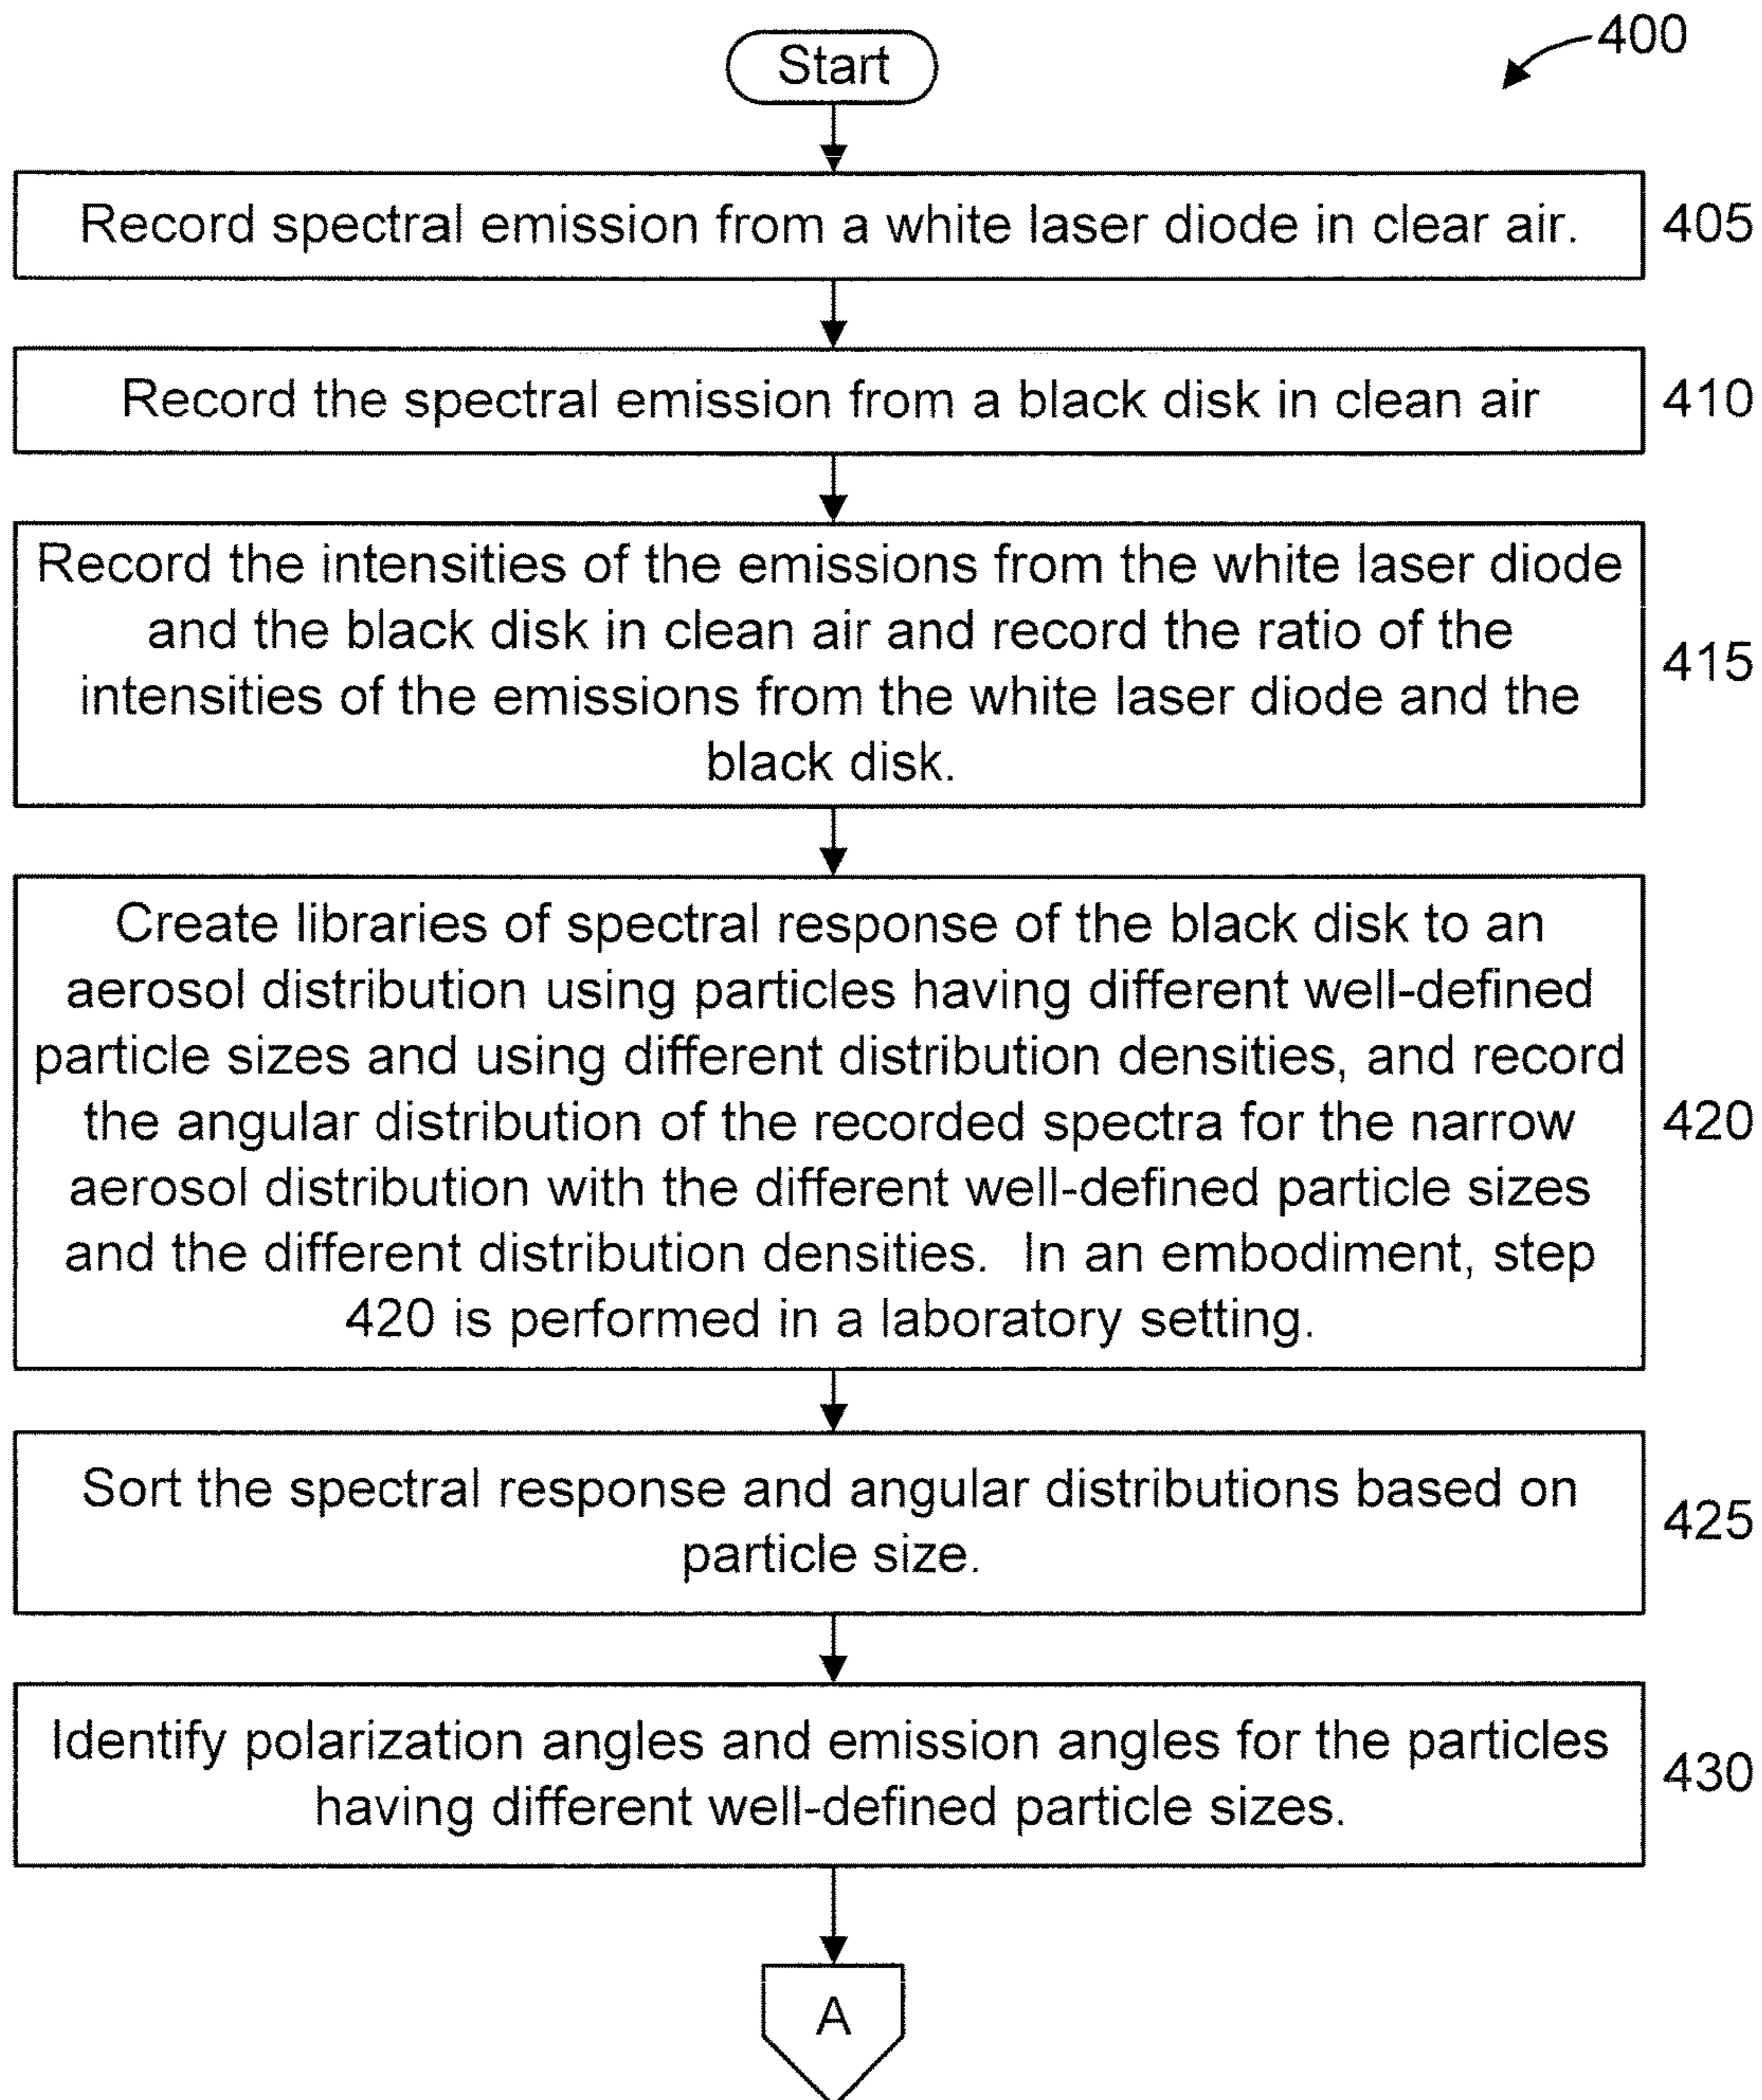 400
Start
Record spectral emission from a white laser diode in clear air.
405
Record the spectral emission from a black disk in clean air
410
Record the intensities of the emissions from the white laser diode
and the black disk in clean air and record the ratio of the
intensities of the emissions from the white laser diode and the
black disk.
415
Create libraries of spectral response of the black disk to an
aerosol distribution using particles having different well-defined
particle sizes and using different distribution densities, and record
the angular distribution of the recorded spectra for the narrow
aerosol distribution with the different well-defined particle sizes
and the different distribution densities.  In an embodiment, step
420 is performed in a laboratory setting.
420
Sort the spectral response and angular distributions based on
particle size.
425
Identify polarization angles and emission angles for the particles
having different well-defined particle sizes.
430
A